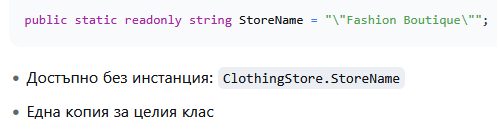 public static readonly string StoreName = "\"Fashion Boutique\"";
Достъпно без инстанция: ClothingStore.StoreName
Една копия за целия клас